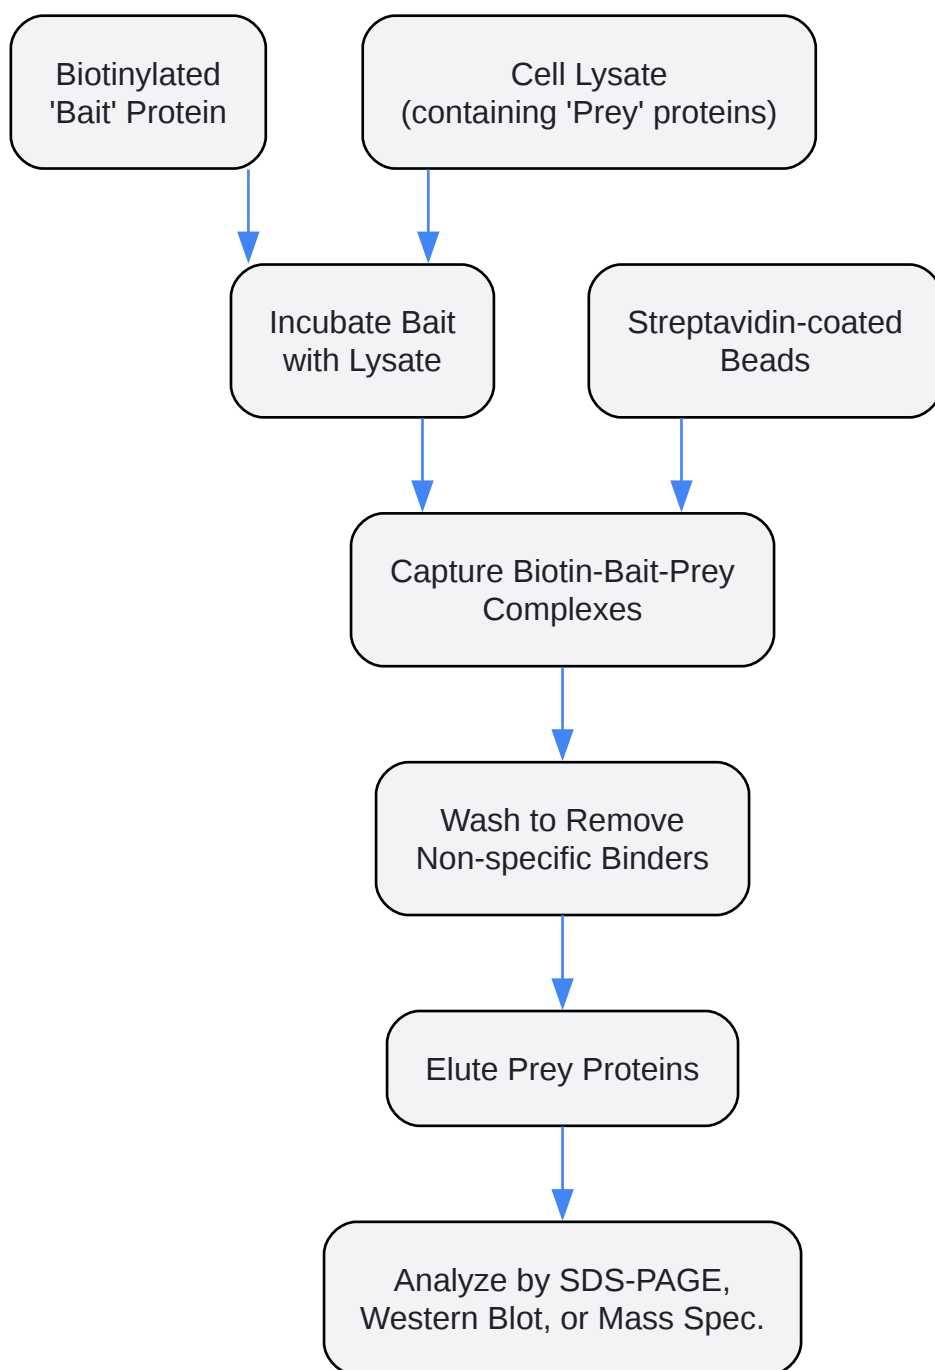 Biotinylated
'Bait' Protein
Cell Lysate
(containing 'Prey' proteins)
Incubate Bait
with Lysate
Streptavidin-coated
Beads
Capture Biotin-Bait-Prey
Complexes
Wash to Remove
Non-specific Binders
Elute Prey Proteins
Analyze by SDS-PAGE,
Western Blot, or Mass Spec.